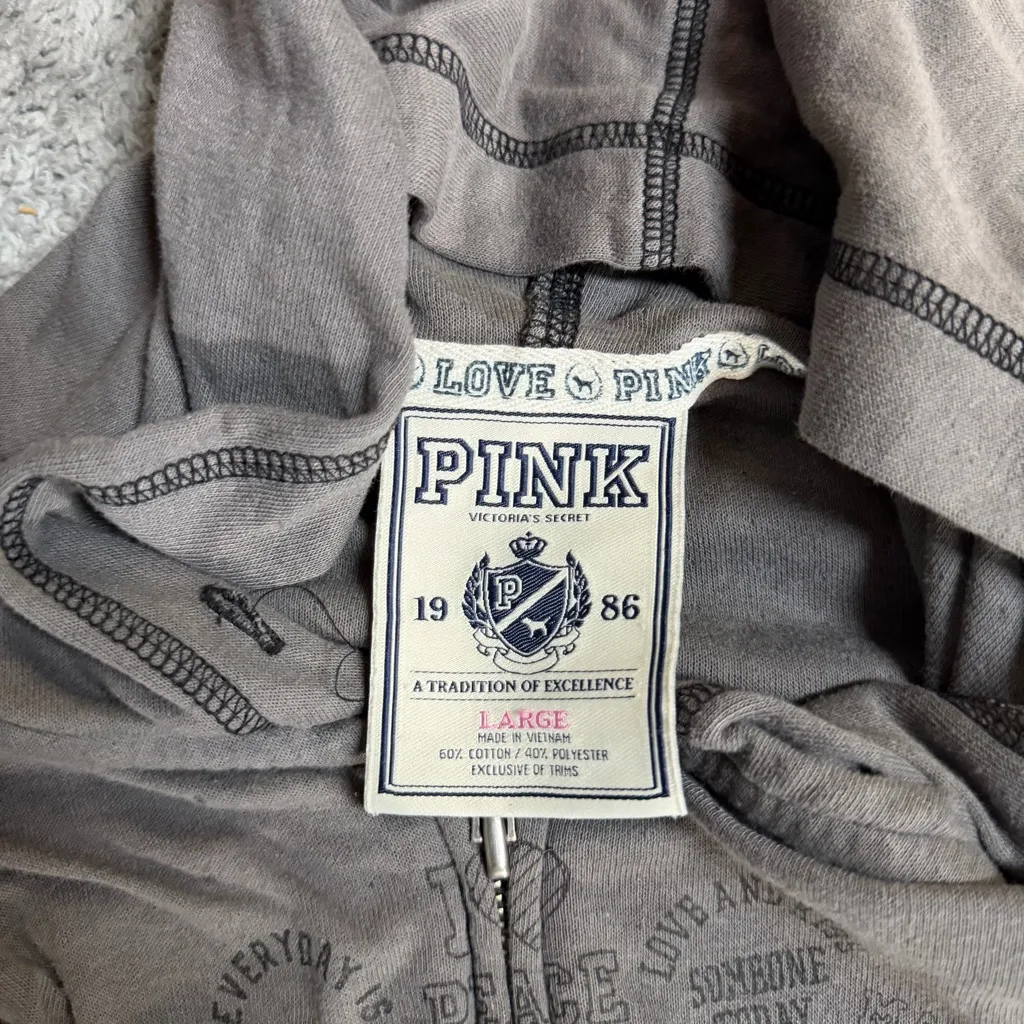 LOVE PINK
PINK
VICTORIA'S SECRET
P
19 86
A TRADITION OF EXCELLENCE
LARGE
MADE IN VIETNAM
60% COTTON / 40% POLYESTER
EXCLUSIVE OF TRIMS
EVERYDAY IS
I
PEACE
LOVE AND
SOMEONE